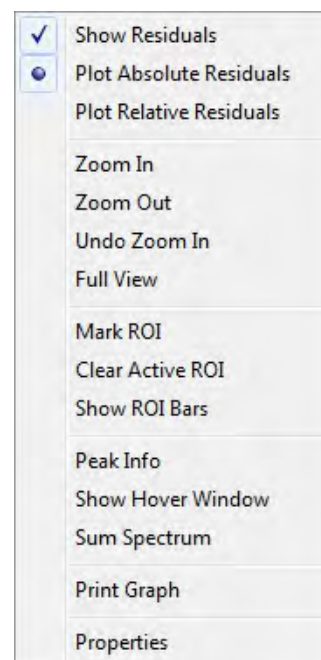 Show Residuals
Plot Absolute Residuals
Plot Relative Residuals
Zoom In
Zoom Out
Undo Zoom In
Full View
Mark ROI
Clear Active ROI
Show ROI Bars
Peak Info
Show Hover Window
Sum Spectrum
Print Graph
Properties